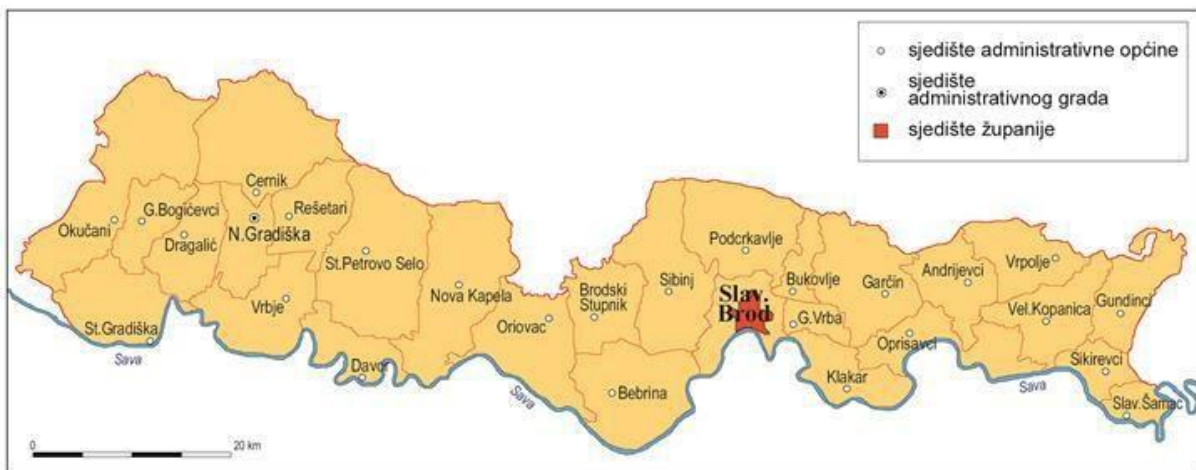 sjedište administrativne općine
sjedište
administrativnog grada
sjedište županije
Cernik
G.Bogićevci
Rešetari
Okučani
N.Gradiška
Dragalić
St.Petrovo Selo
Podcrkavlje
Vrpolje
Andrijevci
Garčin
Bukovlje
Sibinj
Brodski
Stupnik
Nova Kapela
Vrbje
Slav.
Brod
Vel.Kopanica
Gundinci
St.Gradiška
Oriovac
G.Vrba
Oprisavci
Sava
Davor
Sikirevci
Klakar
Bebrina
Sava
Sava
Slav.Šamac
0
20 km